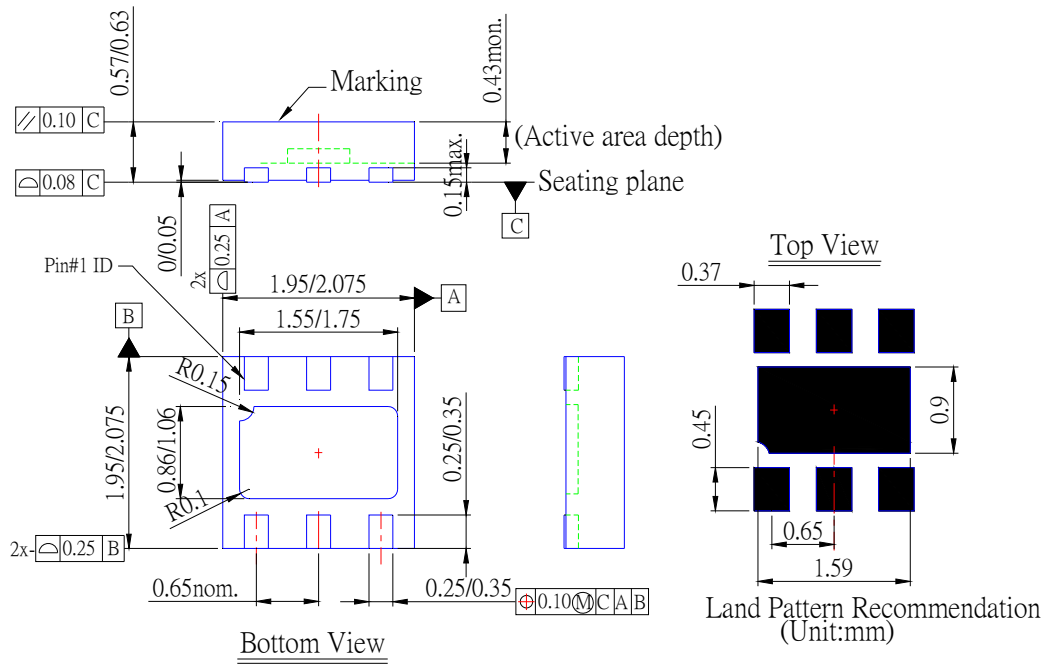 0.57/0.63
Marking
0.43mon.
// 0.10 C
(Active area depth)
0.15max.
⌓ 0.08 C
Seating plane
C
0/0.05
2x ⌓ 0.25 A
Pin#1 ID
1.95/2.075
A
B
1.55/1.75
R0.15
0.86/1.06
1.95/2.075
R0.1
0.25/0.35
2x-⌓ 0.25 B
0.65nom.
0.25/0.35
⌖ 0.10 Ⓜ C A B
Bottom View
Top View
0.37
0.9
0.45
0.65
1.59
Land Pattern Recommendation
(Unit:mm)